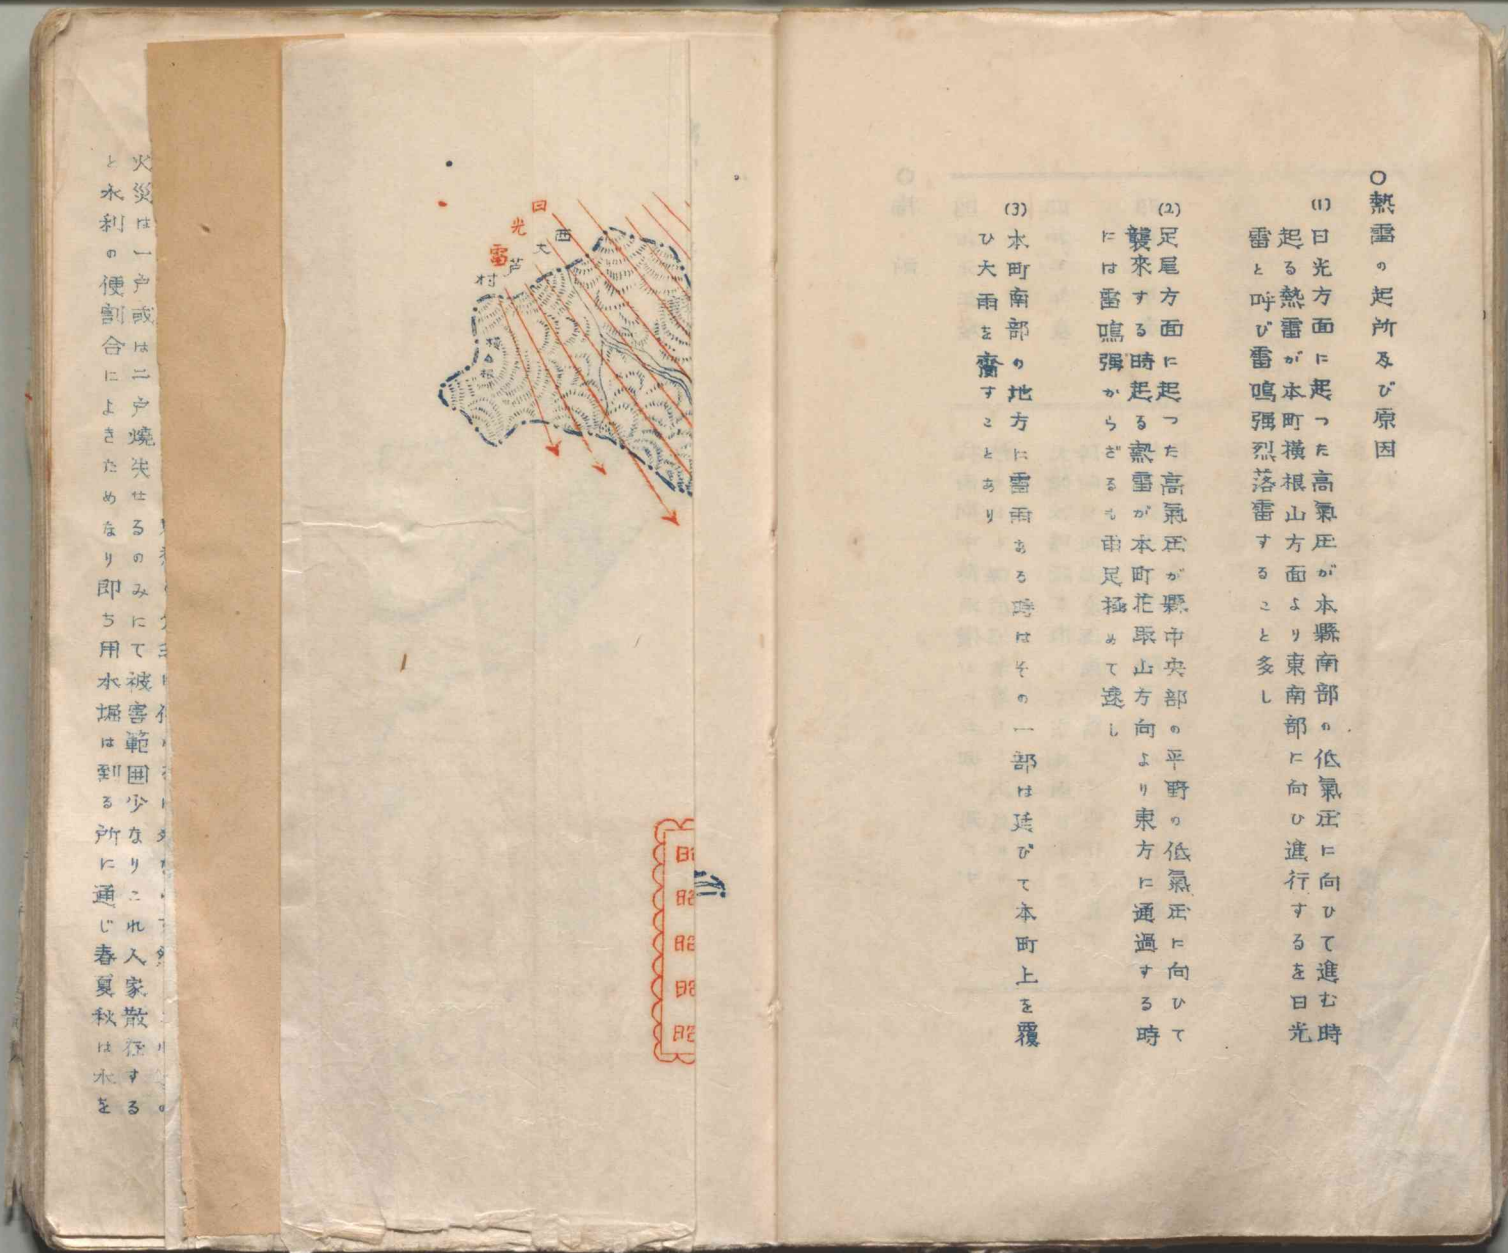 ○熱雷の起所及び原因
(1)日光方面に起つた高氣圧が本縣南部の低氣圧に向ひて進む時
起る熱雷が本町横根山方面より東南部に向ひ進行するを日光
雷と呼び雷鳴强烈落雷すること多し
(2)足尾方面に起つた高氣圧が縣中央部の平野の低氣圧に向ひて
襲來する時起る熱雷が本町花取山方向より東方に通過する時
には雷鳴强からざるも雨足極めて速し
(3)本町南部の地方に雷雨ある時はその一部は延びて本町上を覆
ひ大雨を齎すことあり
西大芦村
日光雷
横根
昭
昭
昭
昭
昭
火災は一戸或は二戸燒失せるのみにて被害範囲少なりこれ人家散在する
と水利の便割合によきためなり即ち用水堀は到る所に通じ春夏秋は水を